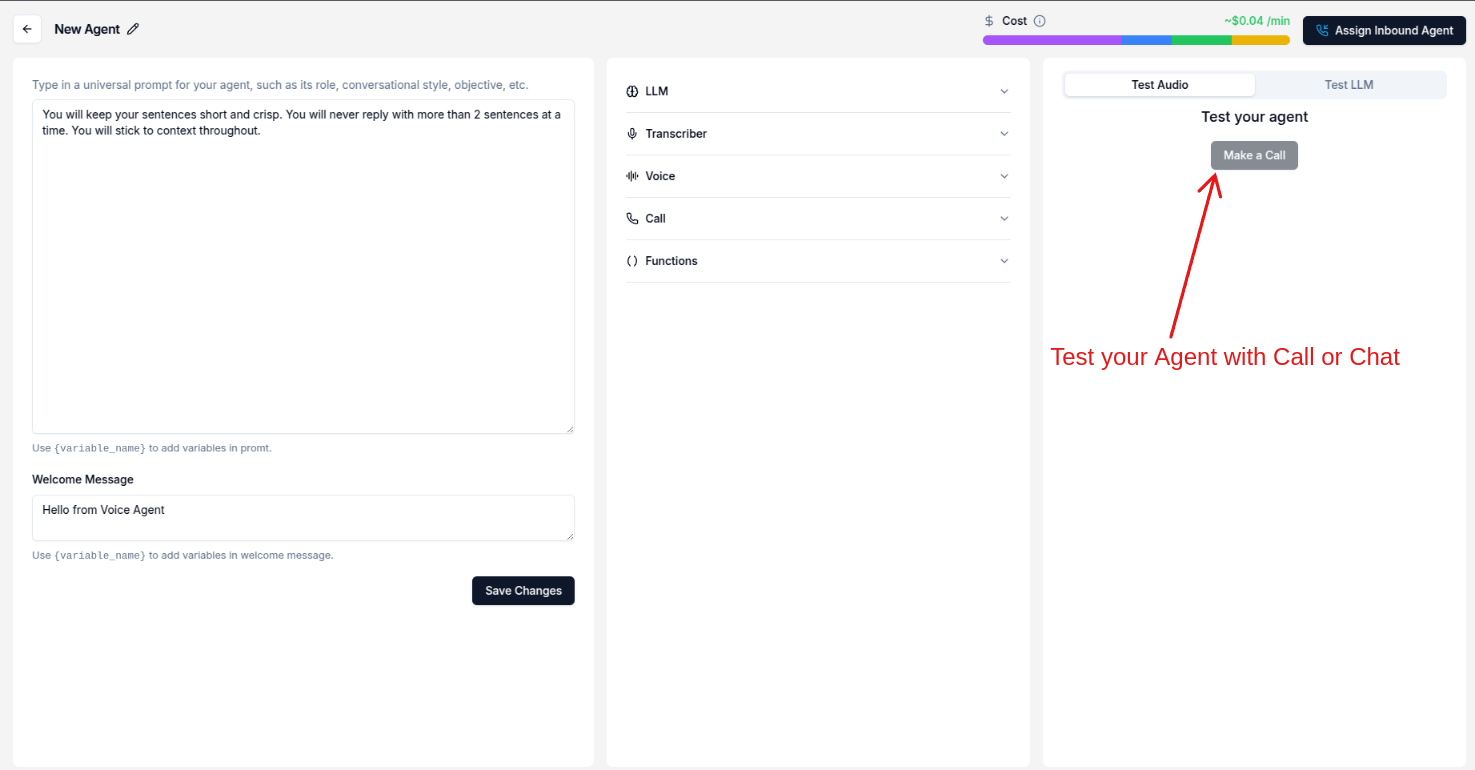 New Agent
Cost
~$0.04 /min
Assign Inbound Agent
Type in a universal prompt for your agent, such as its role, conversational style, objective, etc.
You will keep your sentences short and crisp. You will never reply with more than 2 sentences at a
time. You will stick to context throughout.
Use {variable_name} to add variables in promt.
Welcome Message
Hello from Voice Agent
Use {variable_name} to add variables in welcome message.
Save Changes
LLM
Transcriber
Voice
Call
Functions
Test Audio
Test LLM
Test your agent
Make a Call
Test your Agent with Call or Chat